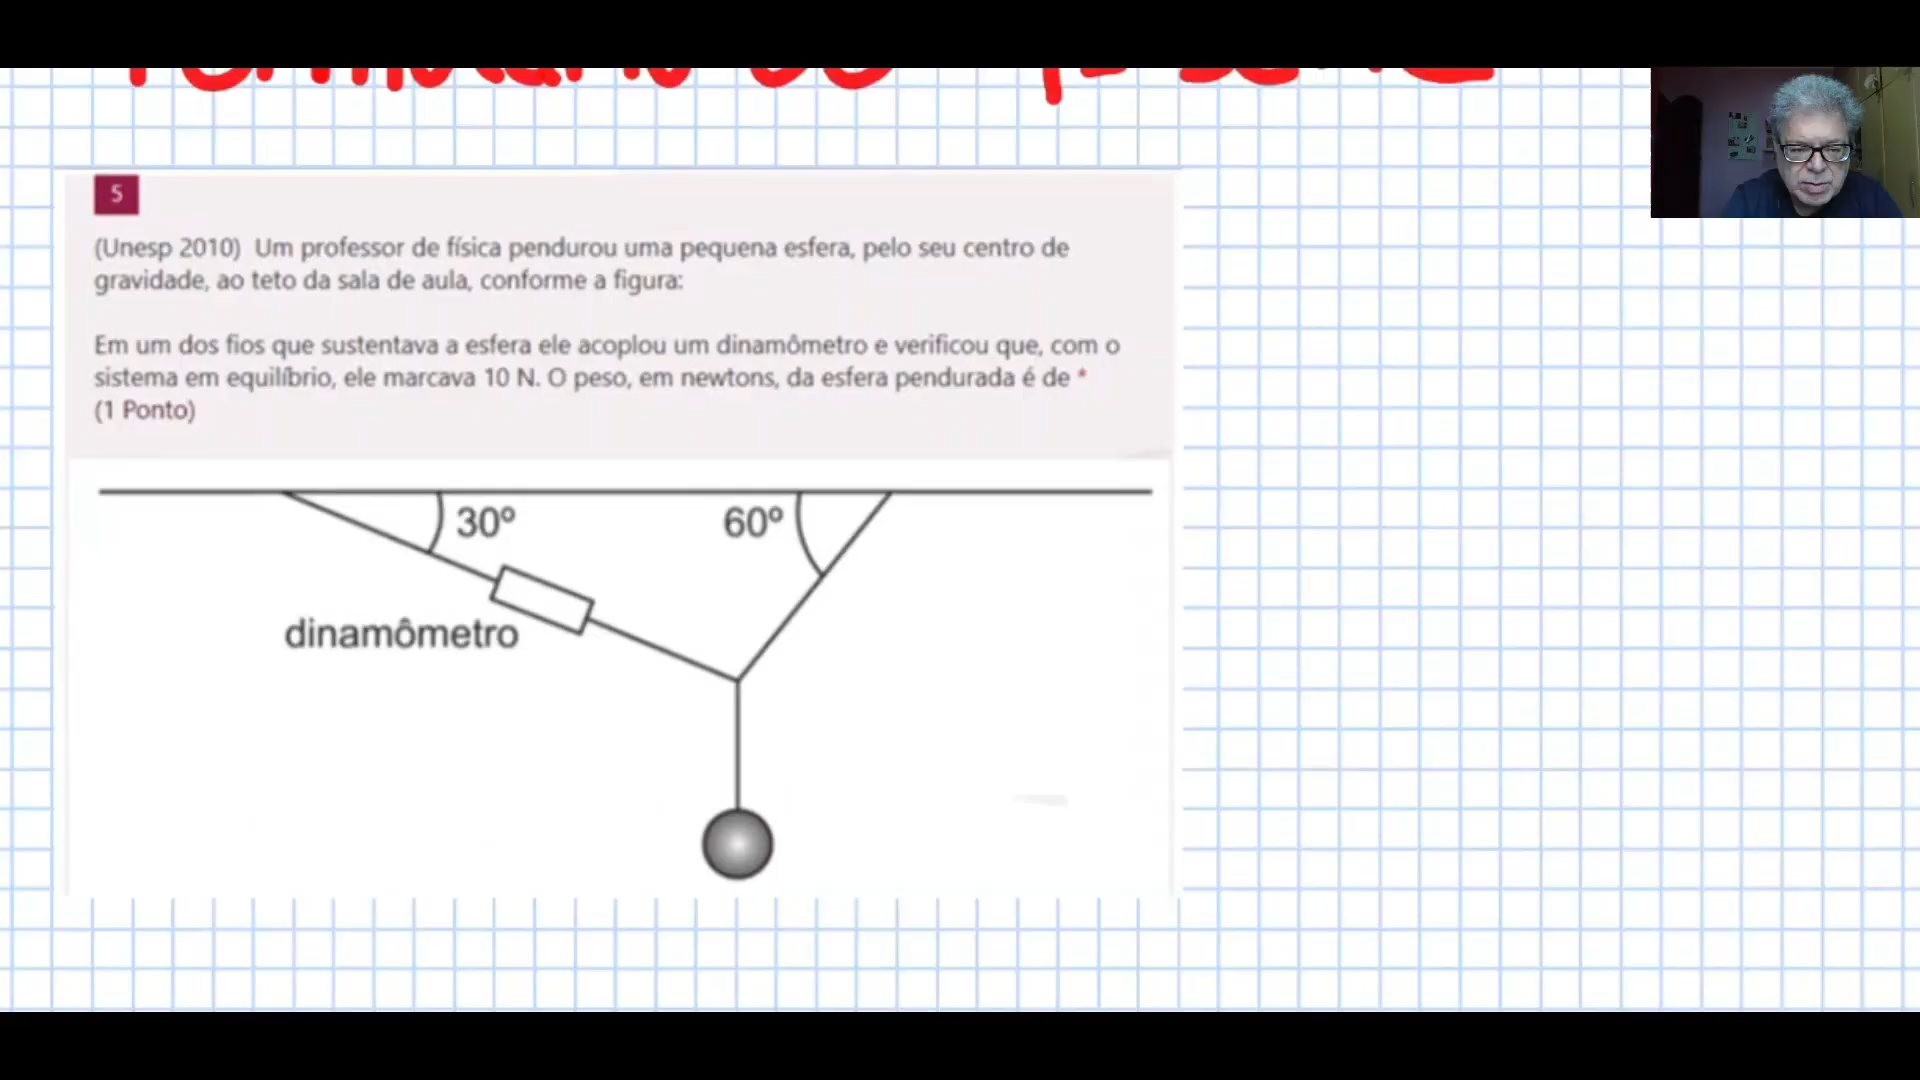 5
(Unesp 2010) Um professor de física pendurou uma pequena esfera, pelo seu centro de
gravidade, ao teto da sala de aula, conforme a figura:
Em um dos fios que sustentava a esfera ele acoplou um dinamômetro e verificou que, com o
sistema em equilíbrio, ele marcava 10 N. O peso, em newtons, da esfera pendurada é de *
(1 Ponto)
30º
60º
dinamômetro